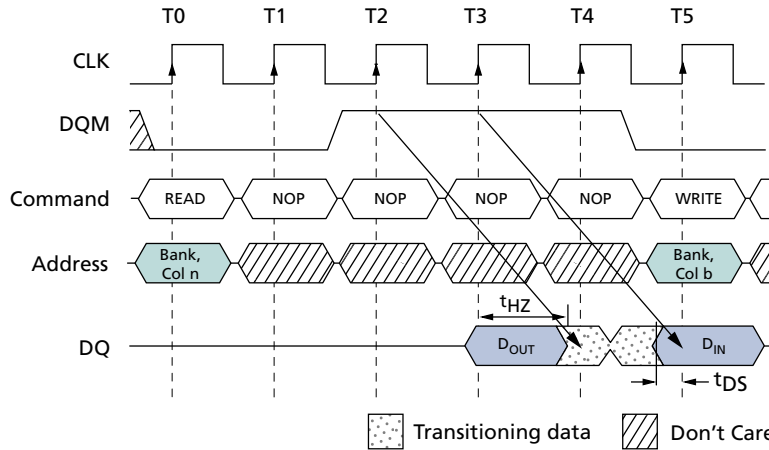 T0 T1 T2 T3 T4 T5
CLK
DQM
Command READ NOP NOP NOP NOP WRITE
Address Bank, Col n Bank, Col b
tHZ
DQ DOUT DIN
tDS
Transitioning data Don't Care